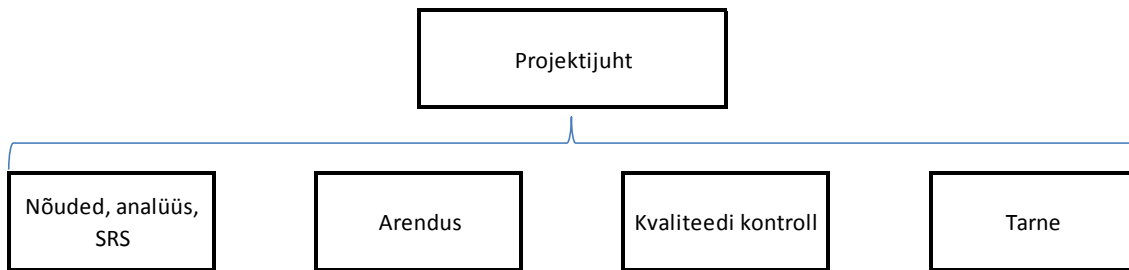 Projektijuht
Nõuded, analüüs,
SRS
Arendus
Kvaliteedi kontroll
Tarne